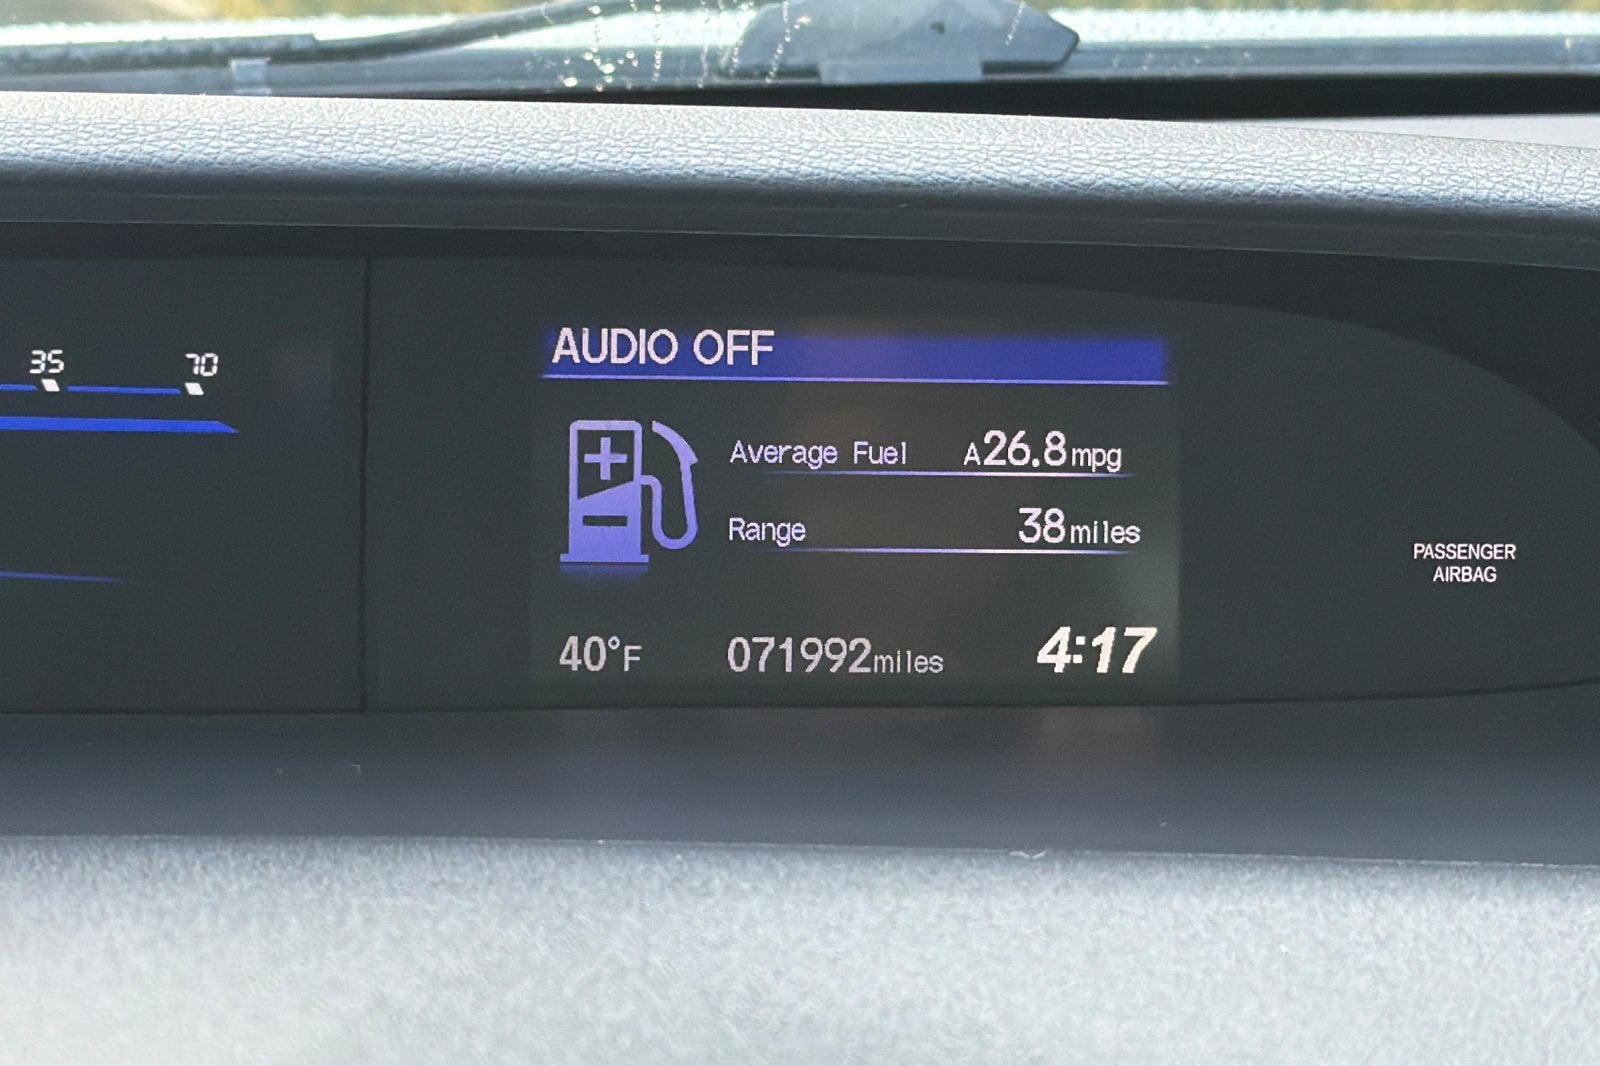 35 70
AUDIO OFF
Average Fuel A26.8mpg
Range 38miles
40°F 071992miles 4:17
PASSENGER
AIRBAG